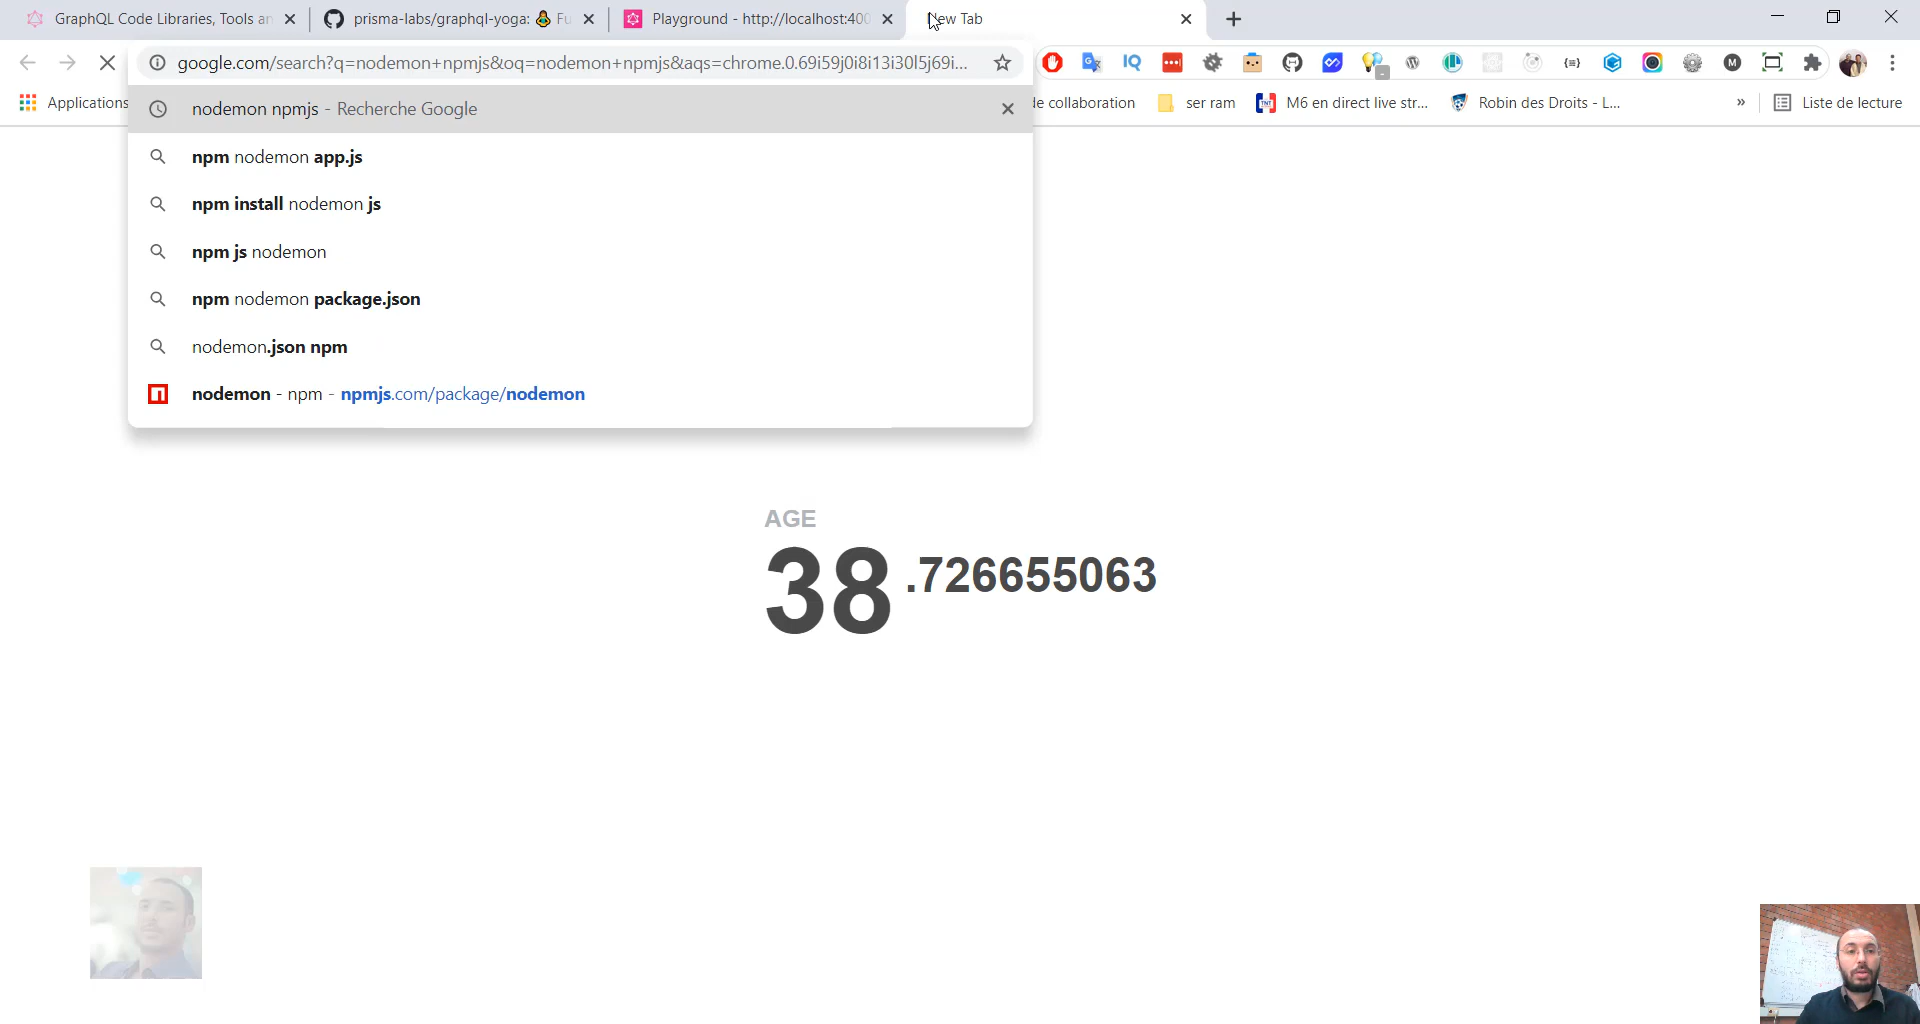 GraphQL Code Libraries, Tools an
prisma-labs/graphql-yoga: 🧘 Fu
Playground - http://localhost:400
New Tab
google.com/search?q=nodemon+npmjs&oq=nodemon+npmjs&aqs=chrome.0.69i59j0i8i13i30l5j69i...
Applications
de collaboration
ser ram
M6 en direct live str...
Robin des Droits - L...
»
Liste de lecture
nodemon npmjs - Recherche Google
npm nodemon app.js
npm install nodemon js
npm js nodemon
npm nodemon package.json
nodemon.json npm
nodemon - npm - npmjs.com/package/nodemon
AGE
38.726655063